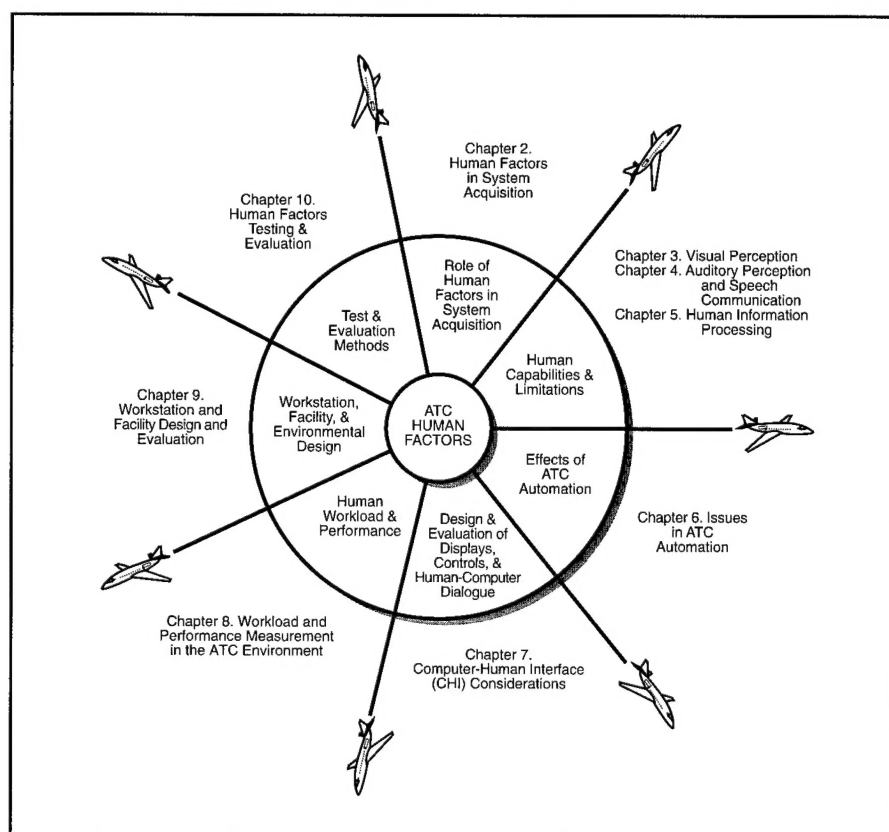 Chapter 2.
Human Factors
in System
Acquisition
Chapter 10.
Human Factors
Testing &
Evaluation
Role of
Human
Factors in
System
Acquisition
Chapter 3. Visual Perception
Chapter 4. Auditory Perception
and Speech
Communication
Chapter 5. Human Information
Processing
Test &
Evaluation
Methods
Human
Capabilities &
Limitations
Chapter 9.
Workstation and
Facility Design and
Evaluation
Workstation,
Facility, &
Environmental
Design
ATC
HUMAN
FACTORS
Effects of
ATC
Automation
Human
Workload &
Performance
Design &
Evaluation of
Displays,
Controls, &
Human-Computer
Dialogue
Chapter 6. Issues
in ATC
Automation
Chapter 8. Workload and
Performance Measurement
in the ATC Environment
Chapter 7.
Computer-Human Interface
(CHI) Considerations